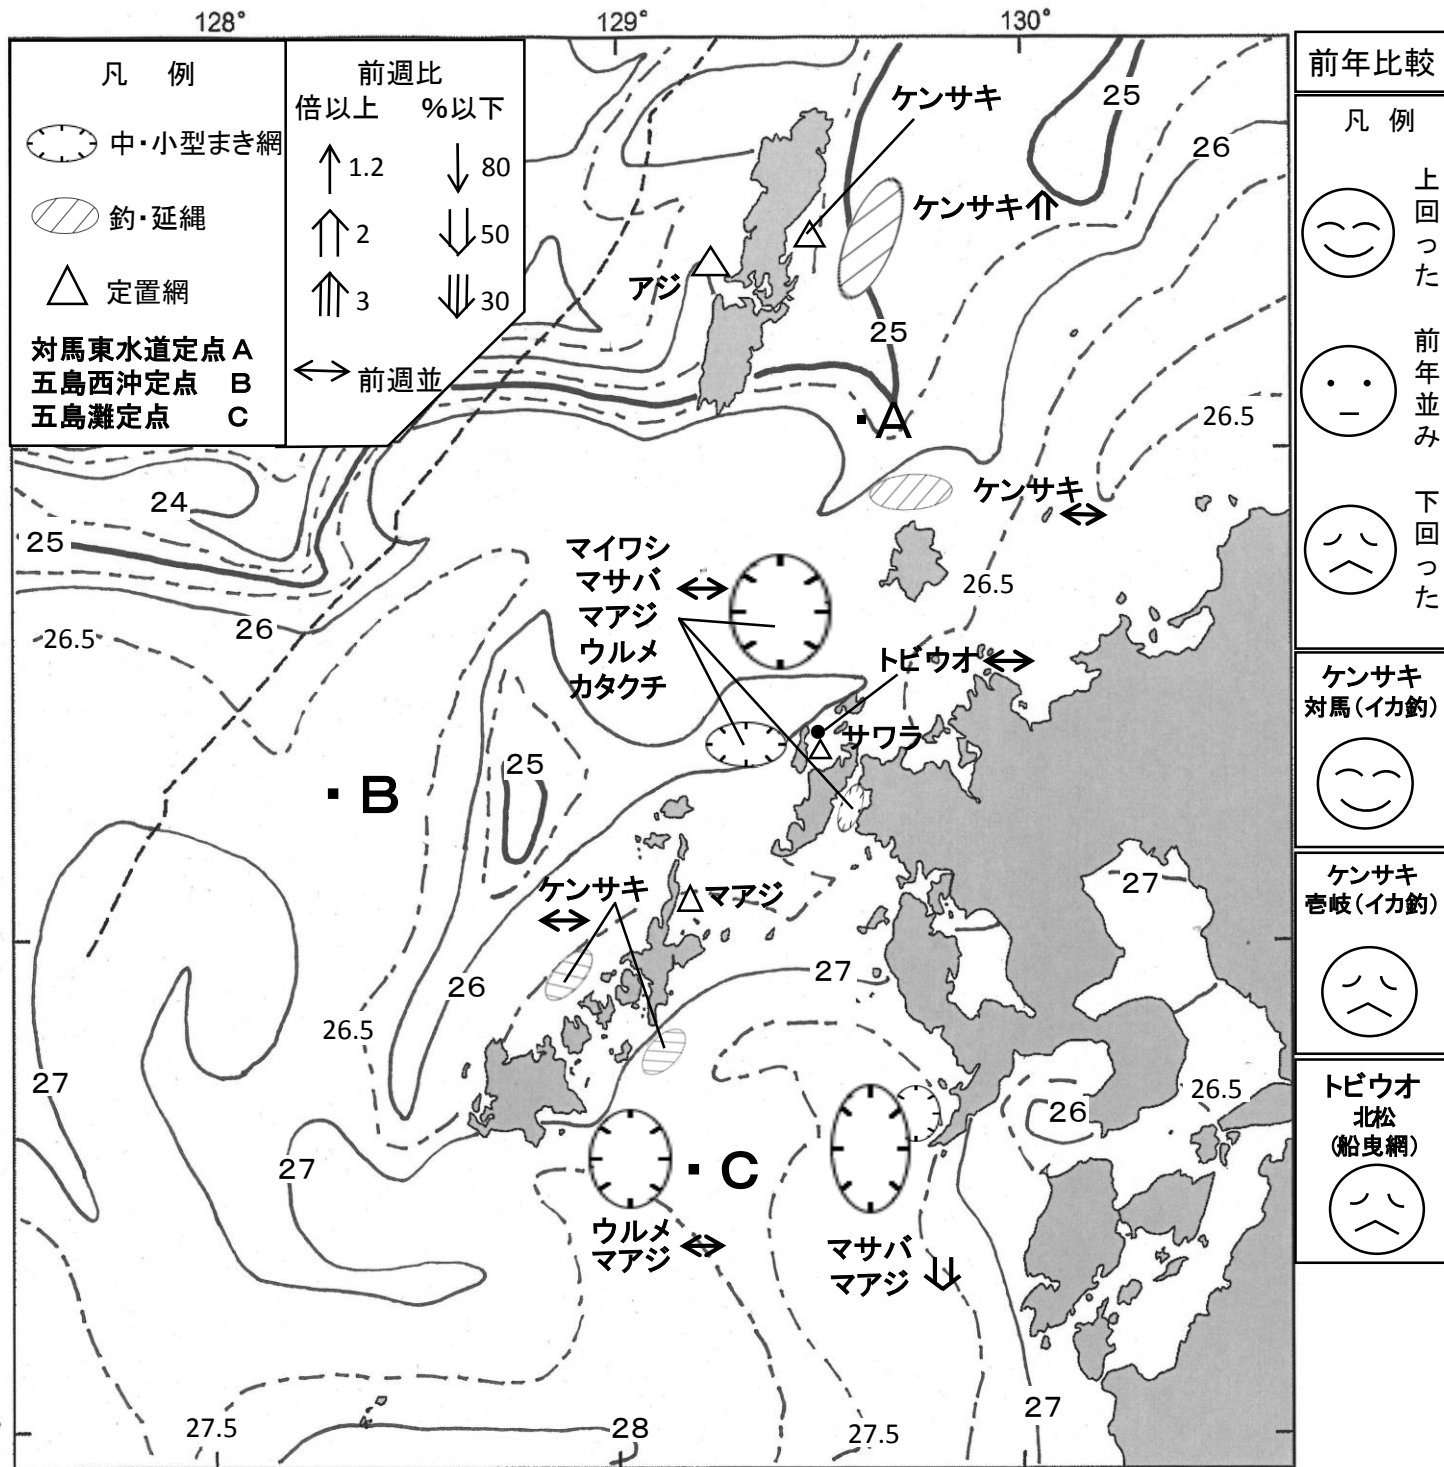 128°
129°
130°
凡 例
中・小型まき網
釣・延縄
定置網
対馬東水道定点 A
五島西沖定点 B
五島灘定点 C
前週比
倍以上 %以下
1.2 80
2 50
3 30
前週並
前年比較
凡 例
上回った
前年並み
下回った
ケンサキ
対馬(イカ釣)
ケンサキ
壱岐(イカ釣)
トビウオ
北松
(船曳網)
ケンサキ
25
26
ケンサキ
アジ
25
A
26.5
24
25
ケンサキ
マイワシ
マサバ
マアジ
ウルメ
カタクチ
26.5
26
26.5
トビウオ
サワラ
25
B
ケンサキ
マアジ
27
27
26
26.5
27
26
26.5
27
C
ウルメ
マアジ
マサバ
マアジ
27.5
28
27.5
27